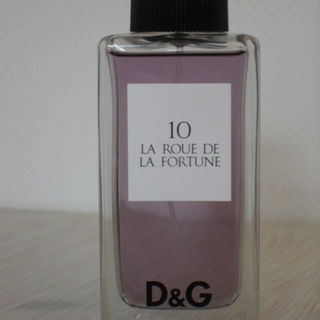 10
LA ROUE DE
LA FORTUNE
D&G